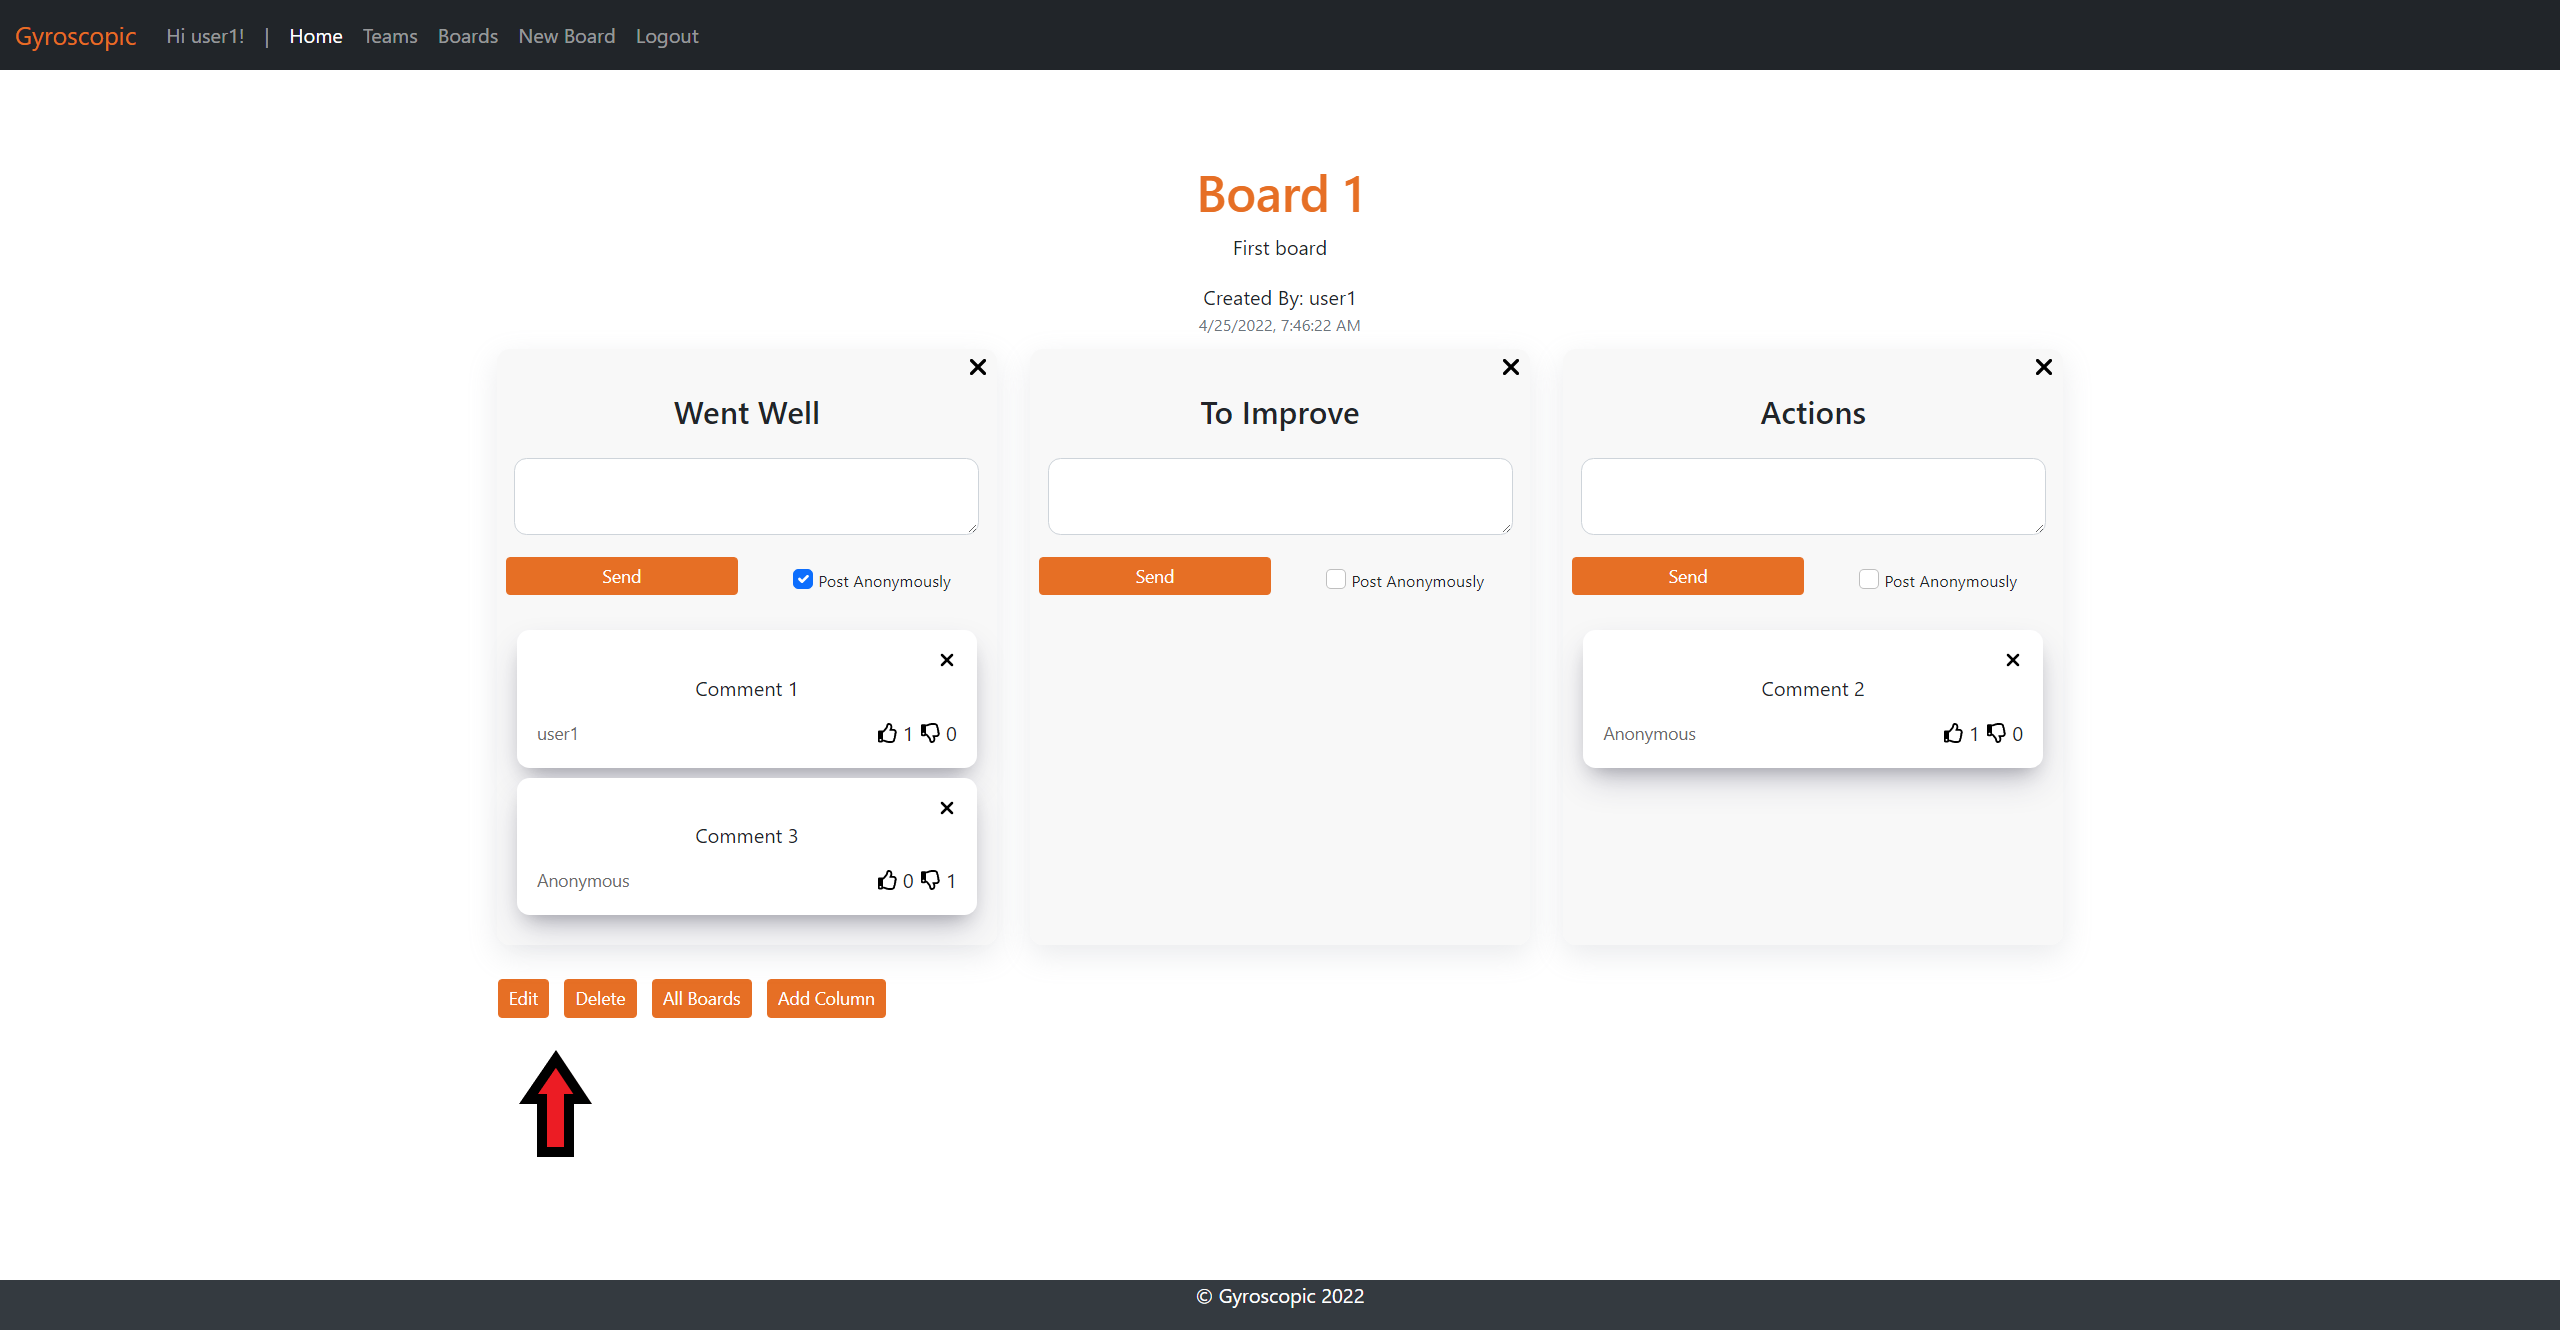 Gyroscopic Hi user1! | Home Teams Boards New Board Logout
Board 1
First board
Created By: user1
4/25/2022, 7:46:22 AM
Went Well
Send Post Anonymously
Comment 1
user1 1 0
Comment 3
Anonymous 0 1
To Improve
Send Post Anonymously
Actions
Send Post Anonymously
Comment 2
Anonymous 1 0
Edit Delete All Boards Add Column
© Gyroscopic 2022